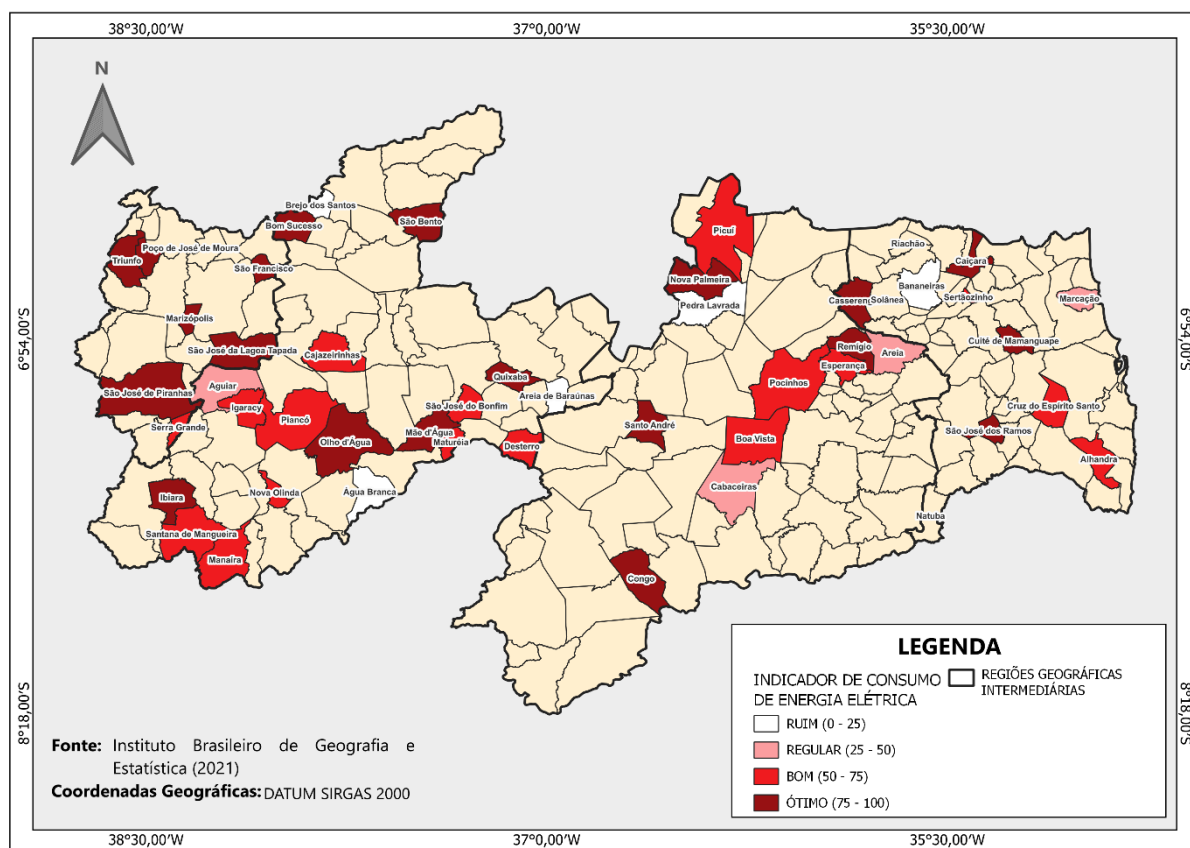 38°30,00'W 37°0,00'W 35°30,00'W
N
Brejo dos Santos
Bom Sucesso
São Bento
Picuí
Poço de José de Moura
Triunfo
São Francisco
Riachão
Caiçara
Nova Palmeira
Bananeiras
Pedra Lavrada
Casserengue
Solânea
Sertãozinho
Marcação
Marizópolis
6°54,00'S
6°54,00'S
São José da Lagoa Tapada
Cajazeirinhas
Cuité de Mamanguape
Remígio
Areia
Esperança
Quixaba
São José de Piranhas
Aguiar
Pocinhos
Areia de Baraúnas
Igaracy
São José do Bonfim
Cruz do Espírito Santo
Piancó
Serra Grande
Santo André
São José dos Ramos
Mãe d'Água
Olho d'Água
Maturéia
Desterro
Boa Vista
Alhandra
Cabaceiras
Ibiara
Nova Olinda
Água Branca
Natuba
Santana de Mangueira
Manaíra
Congo
LEGENDA
INDICADOR DE CONSUMO
DE ENERGIA ELÉTRICA
REGIÕES GEOGRÁFICAS
INTERMEDIÁRIAS
RUIM (0 - 25)
REGULAR (25 - 50)
BOM (50 - 75)
ÓTIMO (75 - 100)
8°18,00'S
8°18,00'S
Fonte: Instituto Brasileiro de Geografia e
Estatística (2021)
Coordenadas Geográficas: DATUM SIRGAS 2000
38°30,00'W 37°0,00'W 35°30,00'W